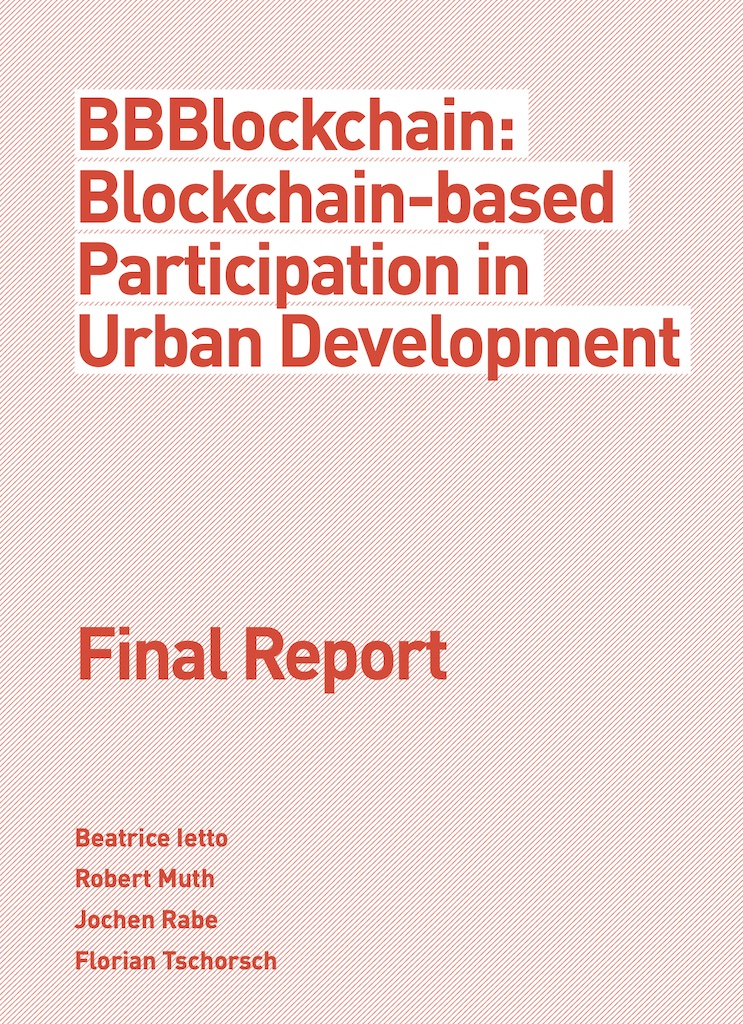 BBBlockchain:
Blockchain-based
Participation in
Urban Development
Final Report
Beatrice Ietto
Robert Muth
Jochen Rabe
Florian Tschorsch